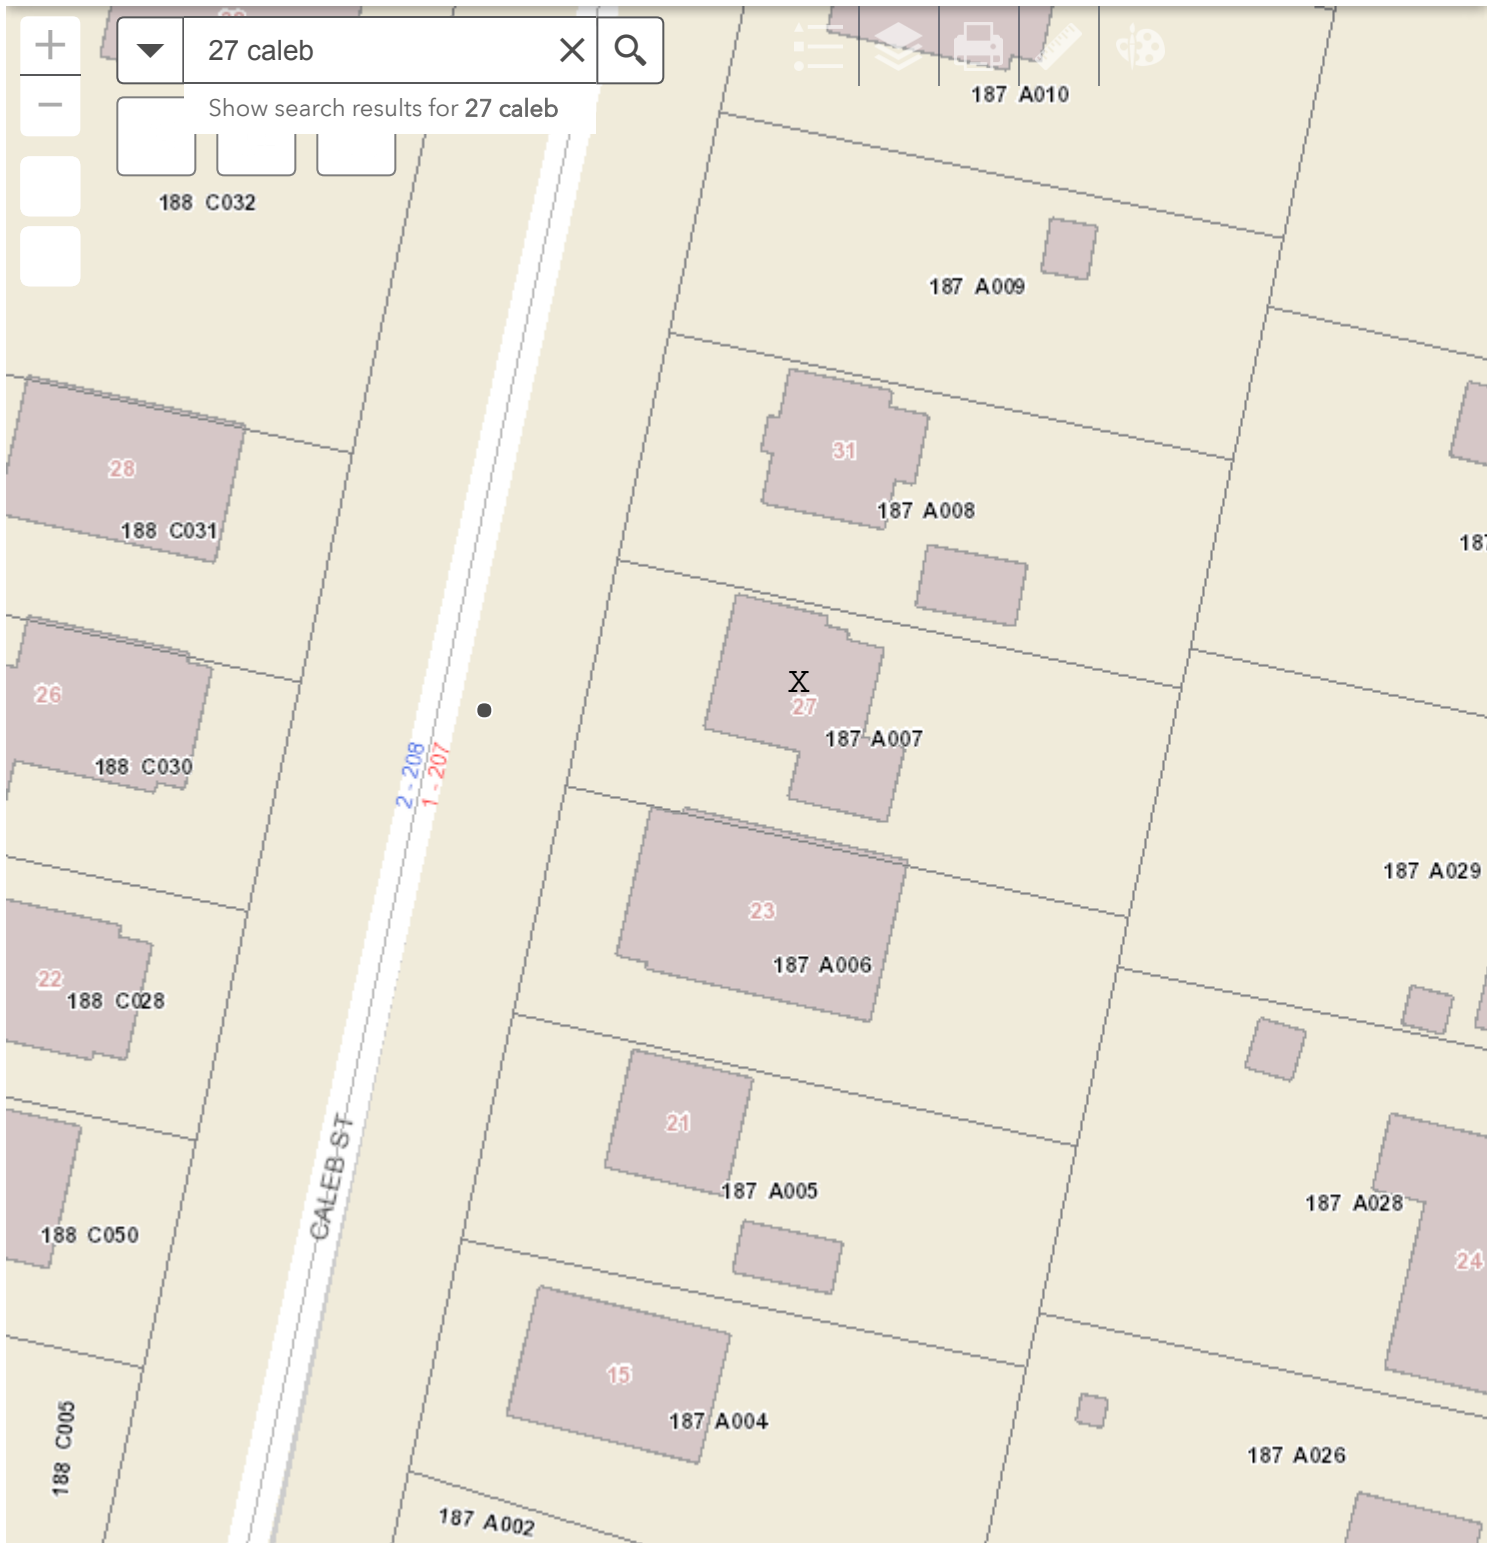 27 caleb
Show search results for 27 caleb
187 A010
188 C032
187 A009
28
188 C031
31
187 A008
26
188 C030
X
27
187 A007
2 - 208
1 - 207
187 A029
23
187 A006
22
188 C028
21
187 A005
187 A028
CALEB ST
188 C050
24
15
187 A004
188 C005
187 A026
187 A002